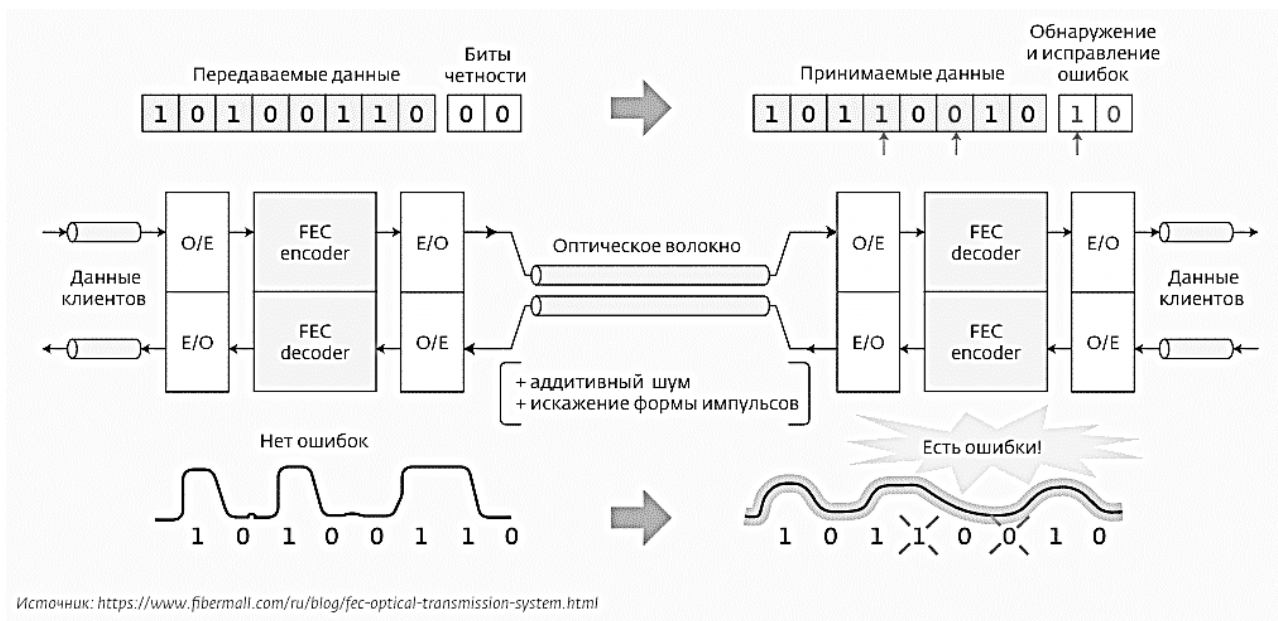 Передаваемые данные
Биты
четности
1 0 1 0 0 1 1 0 0 0
Принимаемые данные
Обнаружение
и исправление
ошибок
1 0 1 1 0 0 1 0 1 0
Данные
клиентов
O/E
FEC
encoder
E/O
E/O
FEC
decoder
O/E
Оптическое волокно
+ аддитивный шум
+ искажение формы импульсов
O/E
FEC
decoder
E/O
E/O
FEC
encoder
O/E
Данные
клиентов
Нет ошибок
1 0 1 0 0 1 1 0
Есть ошибки!
1 0 1 1 0 0 1 0
Источник: https://www.fibermall.com/ru/blog/fec-optical-transmission-system.html